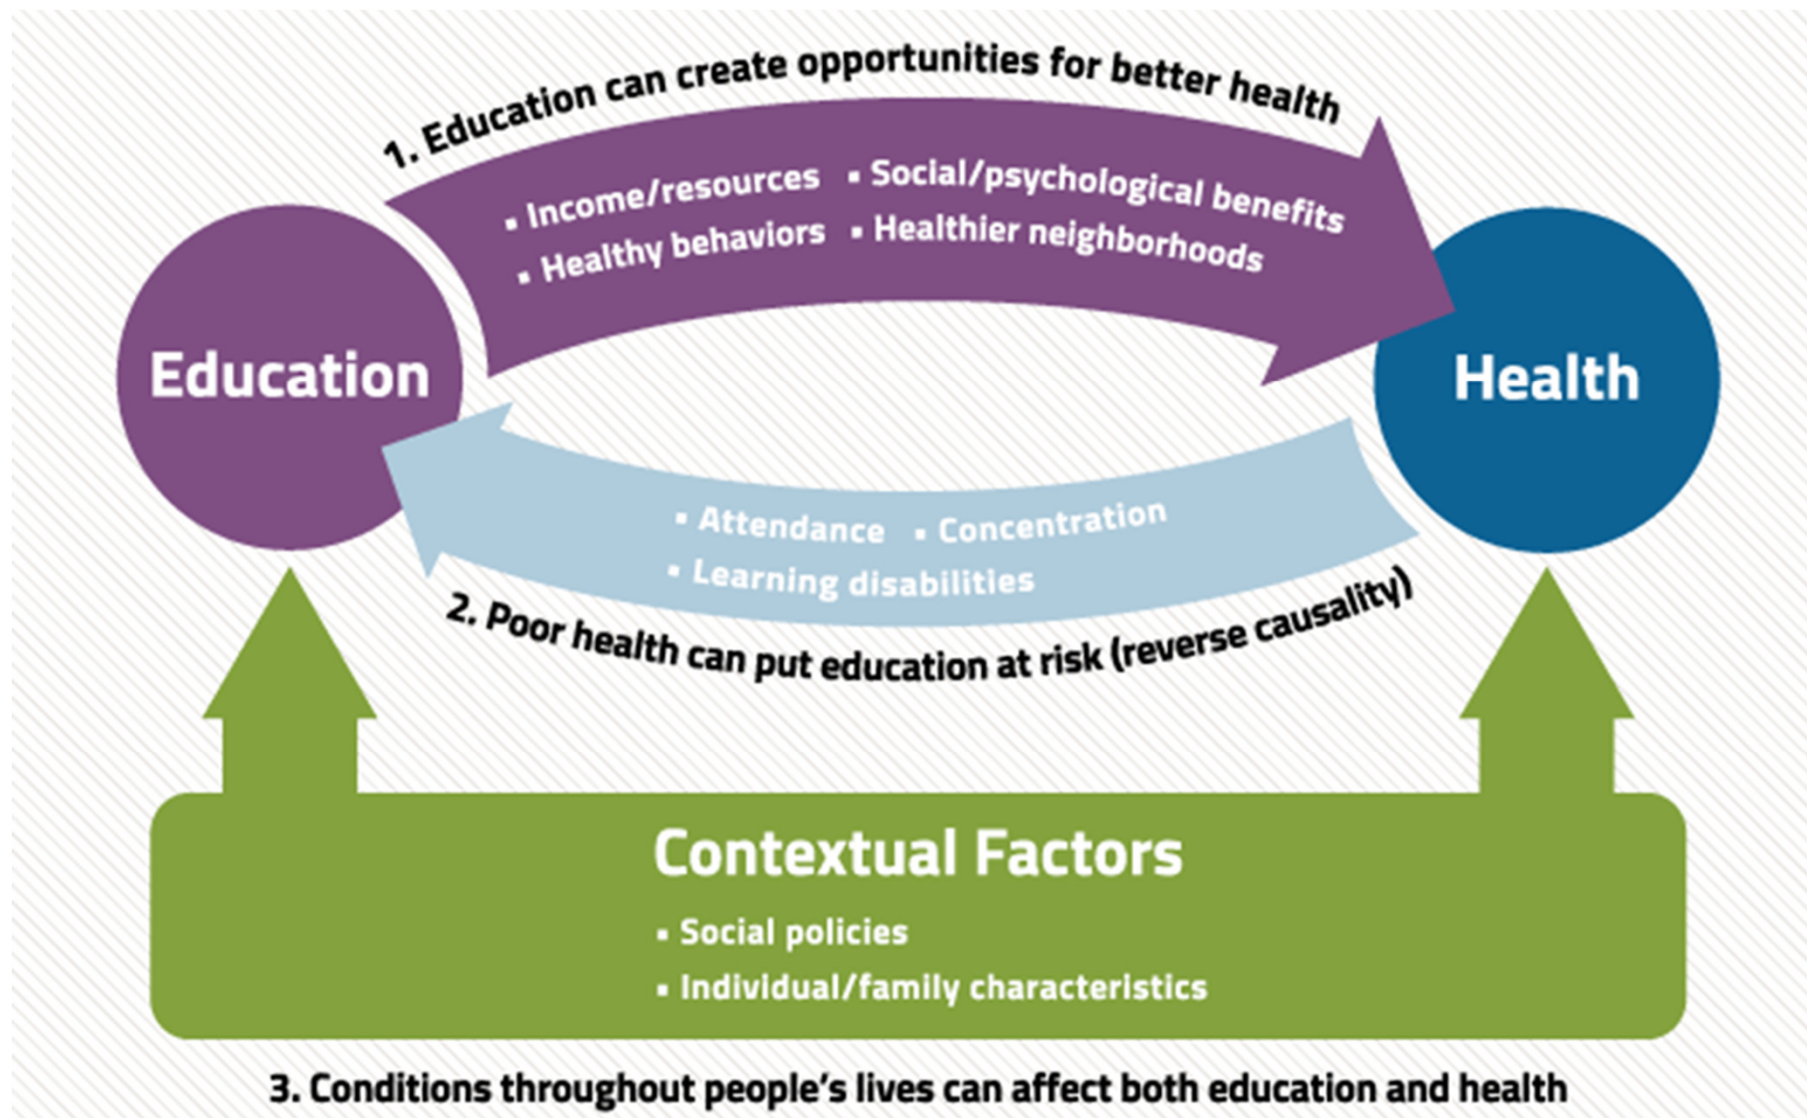 1. Education can create opportunities for better health
▪ Income/resources ▪ Social/psychological benefits
▪ Healthy behaviors ▪ Healthier neighborhoods
Education
Health
▪ Attendance ▪ Concentration
▪ Learning disabilities
2. Poor health can put education at risk (reverse causality)
Contextual Factors
▪ Social policies
▪ Individual/family characteristics
3. Conditions throughout people’s lives can affect both education and health